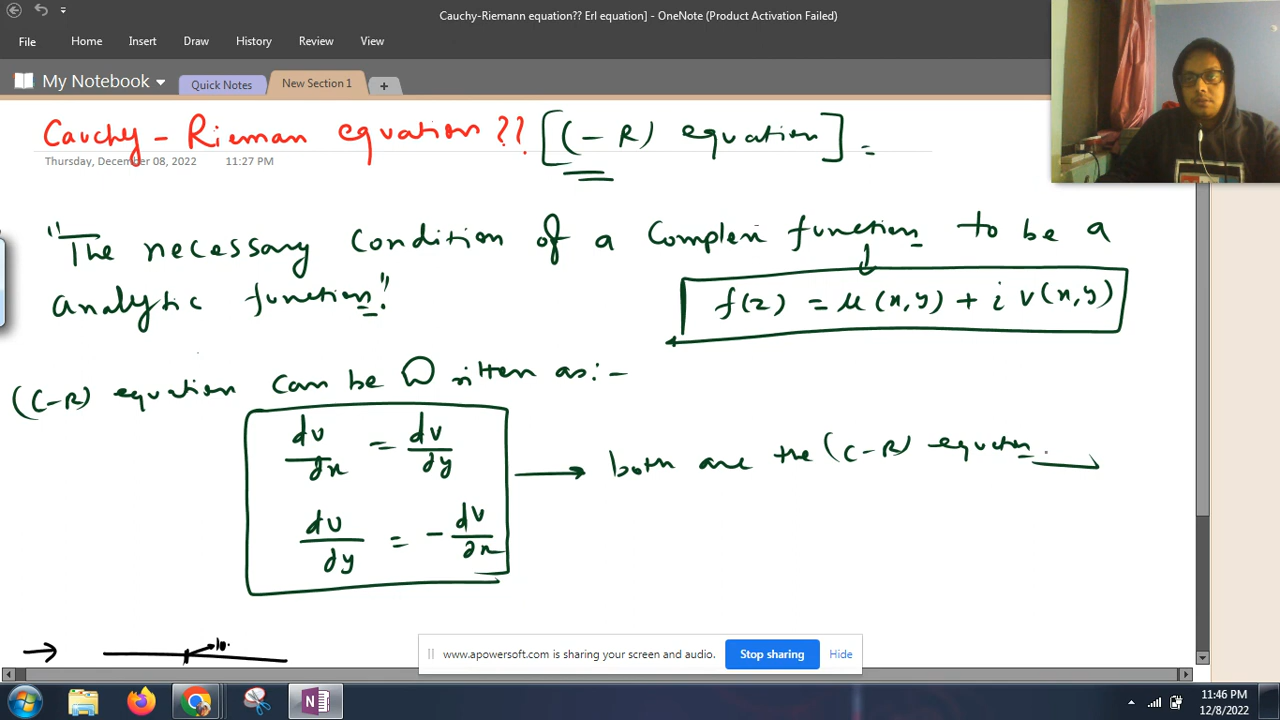 Cauchy-Riemann equation?? Erl equation] - OneNote (Product Activation Failed)
File Home Insert Draw History Review View
My Notebook Quick Notes New Section 1 +
Cauchy - Rieman equation ?? [(-R) equation] =
Thursday, December 08, 2022 11:27 PM
"The necessary condition of a Complex function to be a
analytic function"
f(z) = u(x,y) + i v(x,y)
(C-R) equation can be written as:-
du/dx = dv/dy
both are the (C-R) equation
du/dy = - dv/dx
www.apowersoft.com is sharing your screen and audio. Stop sharing Hide
11:46 PM
12/8/2022